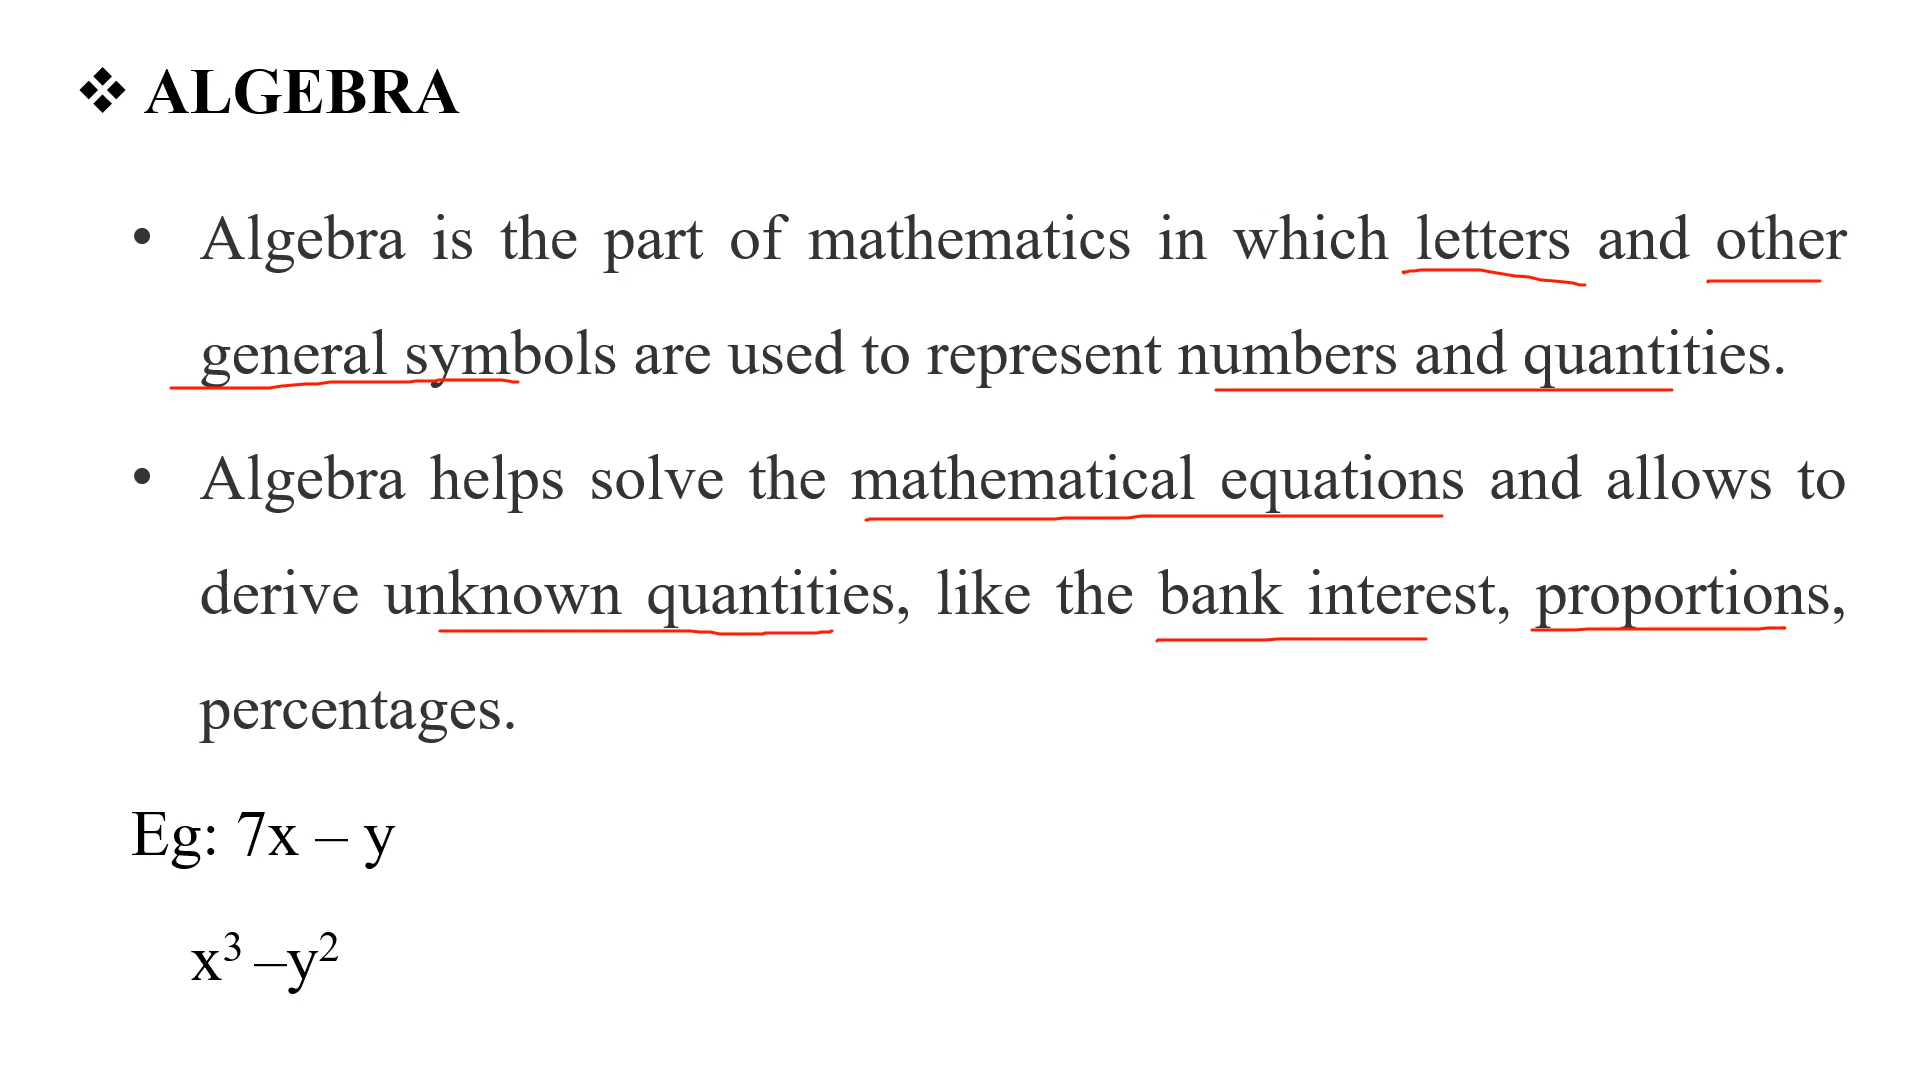 ❖ ALGEBRA
• Algebra is the part of mathematics in which letters and other
general symbols are used to represent numbers and quantities.
• Algebra helps solve the mathematical equations and allows to
derive unknown quantities, like the bank interest, proportions,
percentages.
Eg: 7x – y
x³ –y²